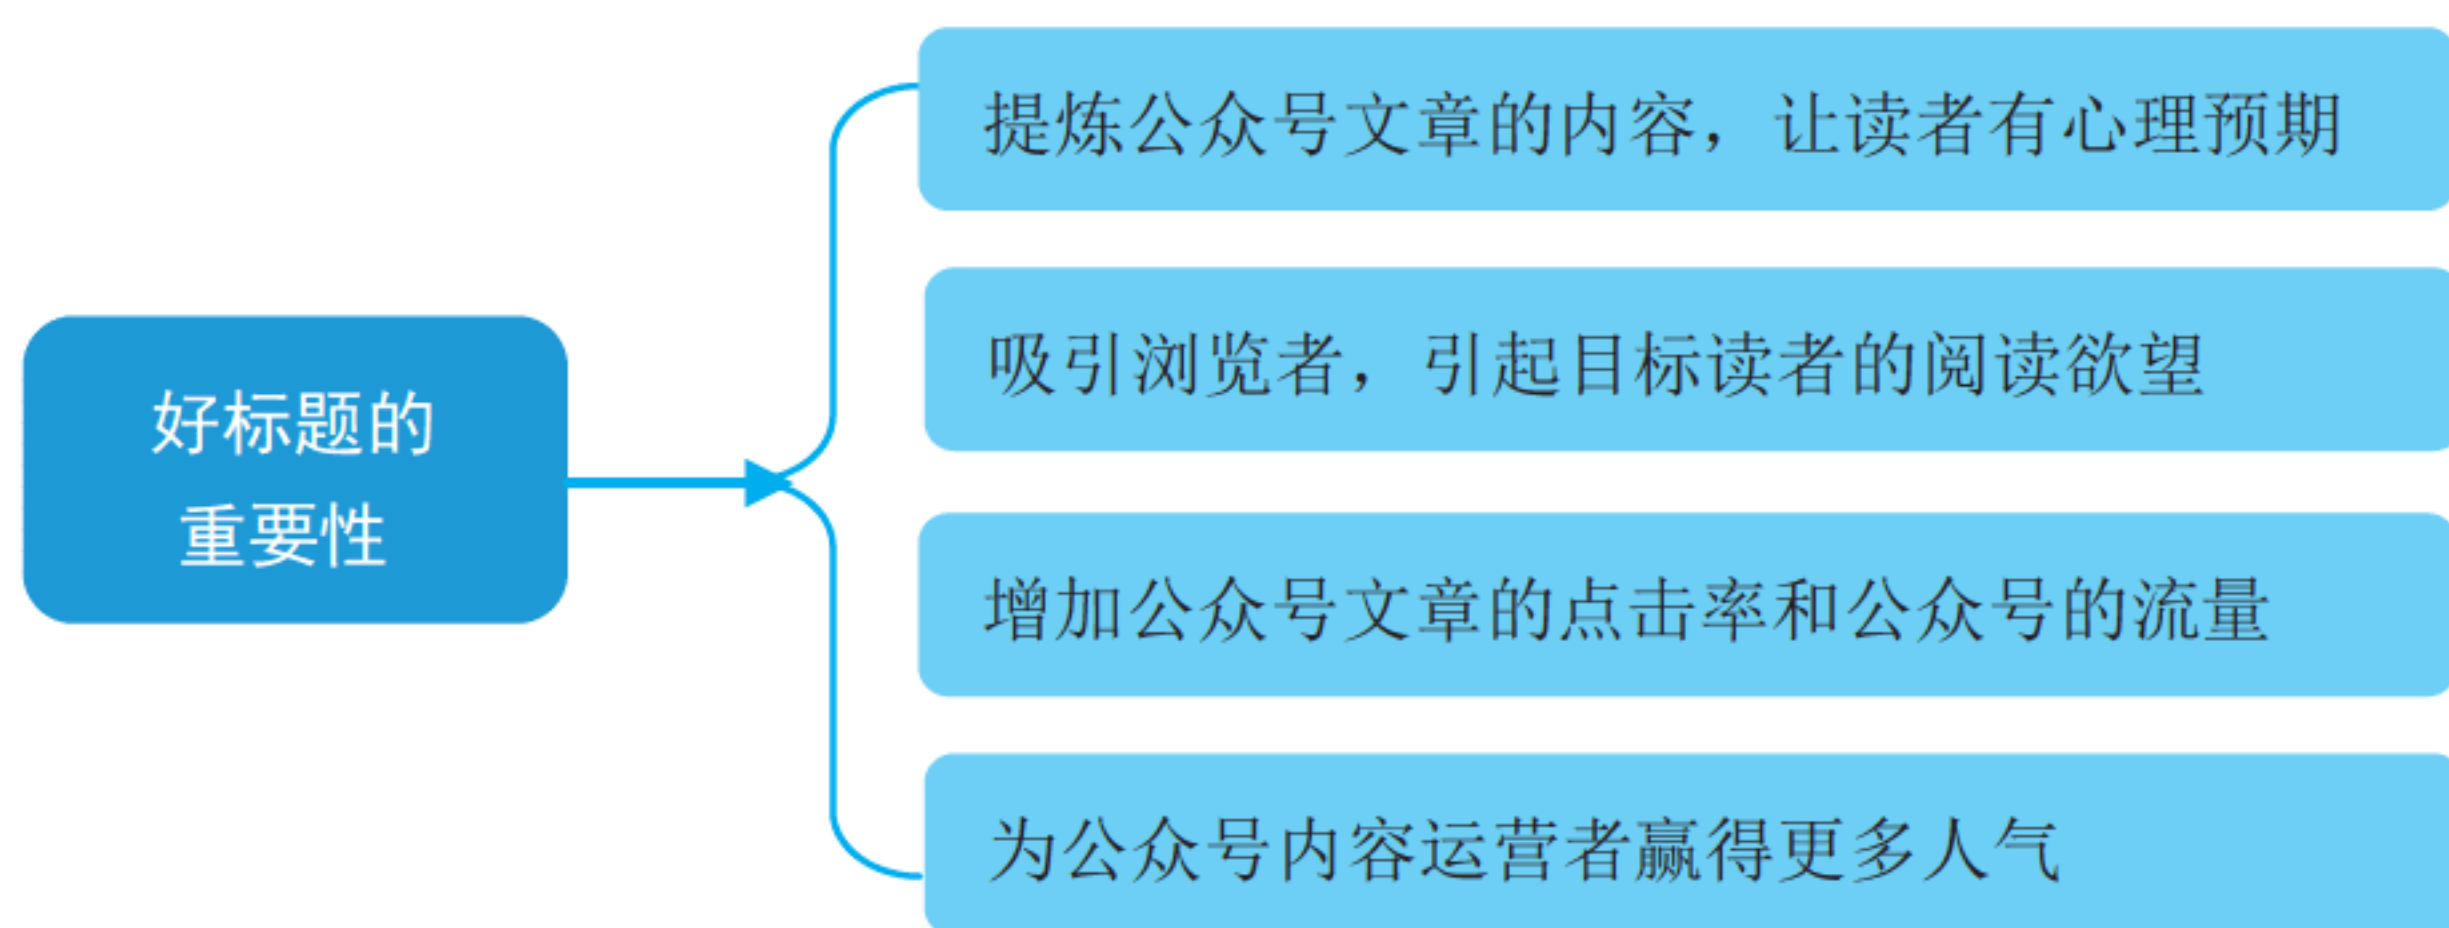 好标题的
重要性
提炼公众号文章的内容，让读者有心理预期
吸引浏览者，引起目标读者的阅读欲望
增加公众号文章的点击率和公众号的流量
为公众号内容运营者赢得更多人气